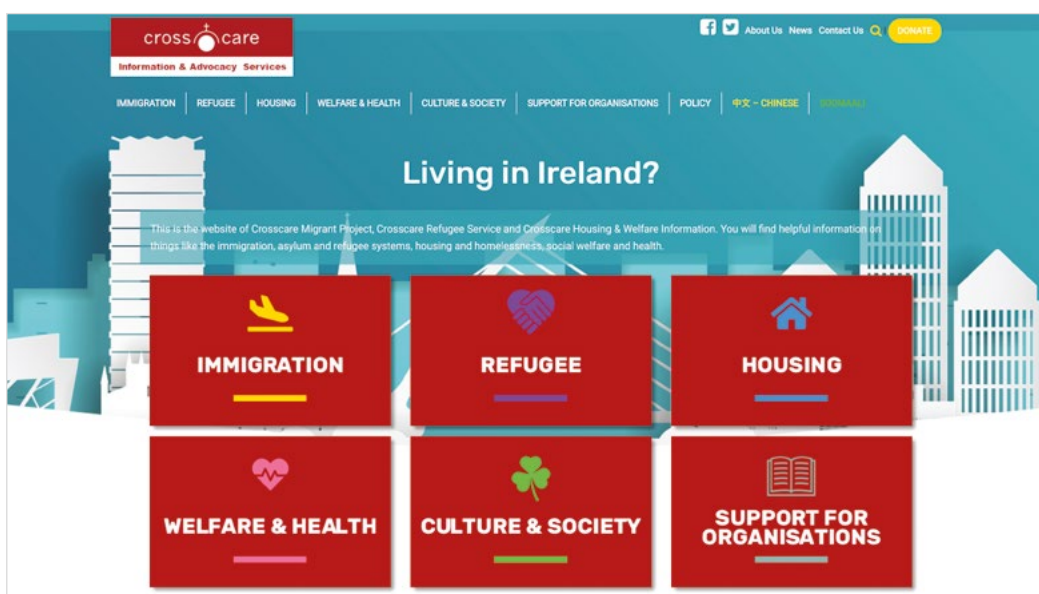 cross care
Information & Advocacy Services
About Us News Contact Us DONATE
IMMIGRATION REFUGEE HOUSING WELFARE & HEALTH CULTURE & SOCIETY SUPPORT FOR ORGANISATIONS POLICY 中文 – CHINESE SOOMAALI
Living in Ireland?
This is the website of Crosscare Migrant Project, Crosscare Refugee Service and Crosscare Housing & Welfare Information. You will find helpful information on
things like the immigration, asylum and refugee systems, housing and homelessness, social welfare and health.
IMMIGRATION
REFUGEE
HOUSING
WELFARE & HEALTH
CULTURE & SOCIETY
SUPPORT FOR
ORGANISATIONS